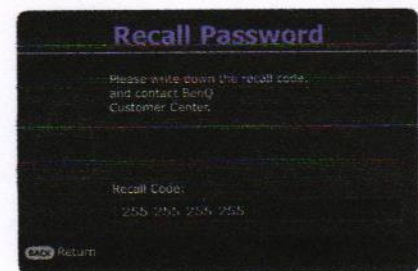 Recall Password
Please write down the recall code,
and contact BenQ
Customer Center.
Recall Code:
255 255 255 255
BACK Return